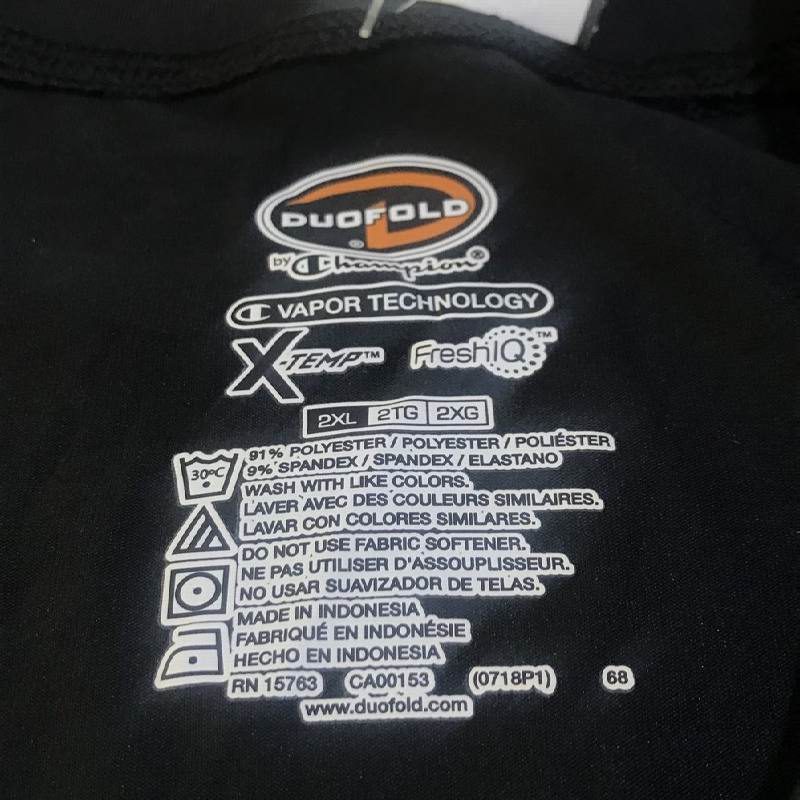 DUOFOLD ®
by Champion®
C VAPOR TECHNOLOGY
X-TEMP™ FreshIQ™
2XL 2TG 2XG
91% POLYESTER / POLYESTER / POLIÉSTER
9% SPANDEX / SPANDEX / ELASTANO
30ºC
WASH WITH LIKE COLORS.
LAVER AVEC DES COULEURS SIMILAIRES.
LAVAR CON COLORES SIMILARES.
DO NOT USE FABRIC SOFTENER.
NE PAS UTILISER D'ASSOUPLISSEUR.
NO USAR SUAVIZADOR DE TELAS.
MADE IN INDONESIA
FABRIQUÉ EN INDONÉSIE
HECHO EN INDONESIA
RN 15763 CA00153 (0718P1) 68
www.duofold.com